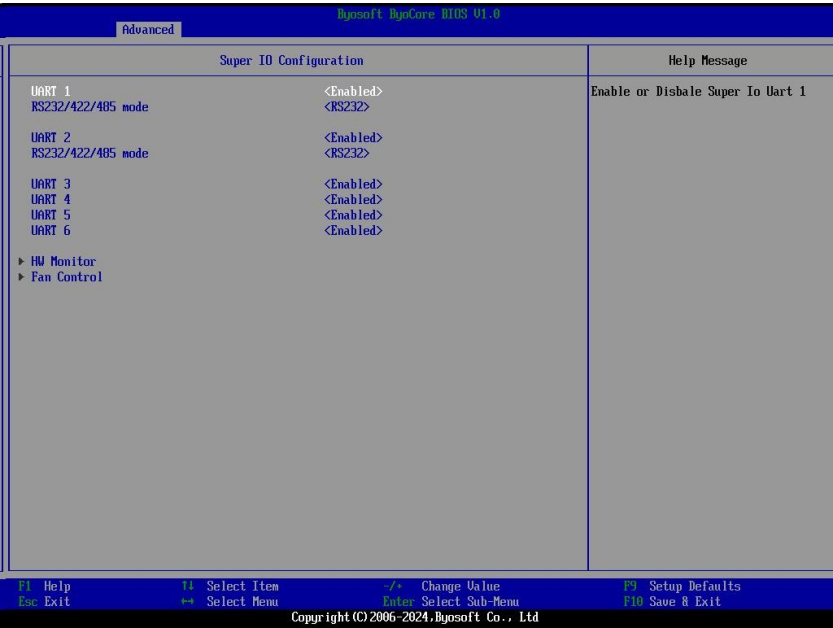 Byosoft ByoCore BIOS V1.0
Advanced
Super IO Configuration
Help Message
UART 1 <Enabled>
Enable or Disbale Super Io Uart 1
RS232/422/485 mode <RS232>
UART 2 <Enabled>
RS232/422/485 mode <RS232>
UART 3 <Enabled>
UART 4 <Enabled>
UART 5 <Enabled>
UART 6 <Enabled>
▶ HW Monitor
▶ Fan Control
F1 Help ↑↓ Select Item -/+ Change Value F9 Setup Defaults
Esc Exit ↔ Select Menu Enter Select Sub-Menu F10 Save & Exit
Copyright(C)2006-2024,Byosoft Co., Ltd